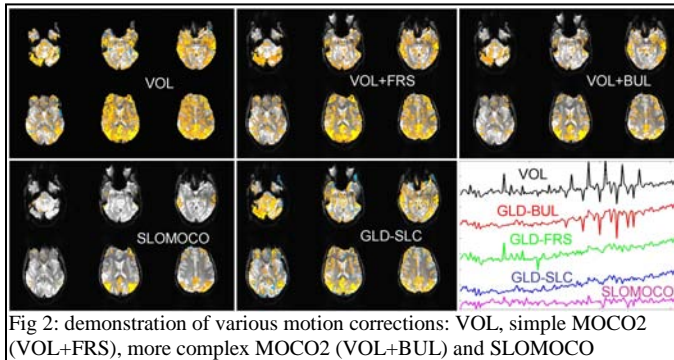 VOL
VOL+FRS
VOL+BUL
SLOMOCO
GLD-SLC
VOL
GLD-BUL
GLD-FRS
GLD-SLC
SLOMOCO
Fig 2: demonstration of various motion corrections: VOL, simple MOCO2
(VOL+FRS), more complex MOCO2 (VOL+BUL) and SLOMOCO